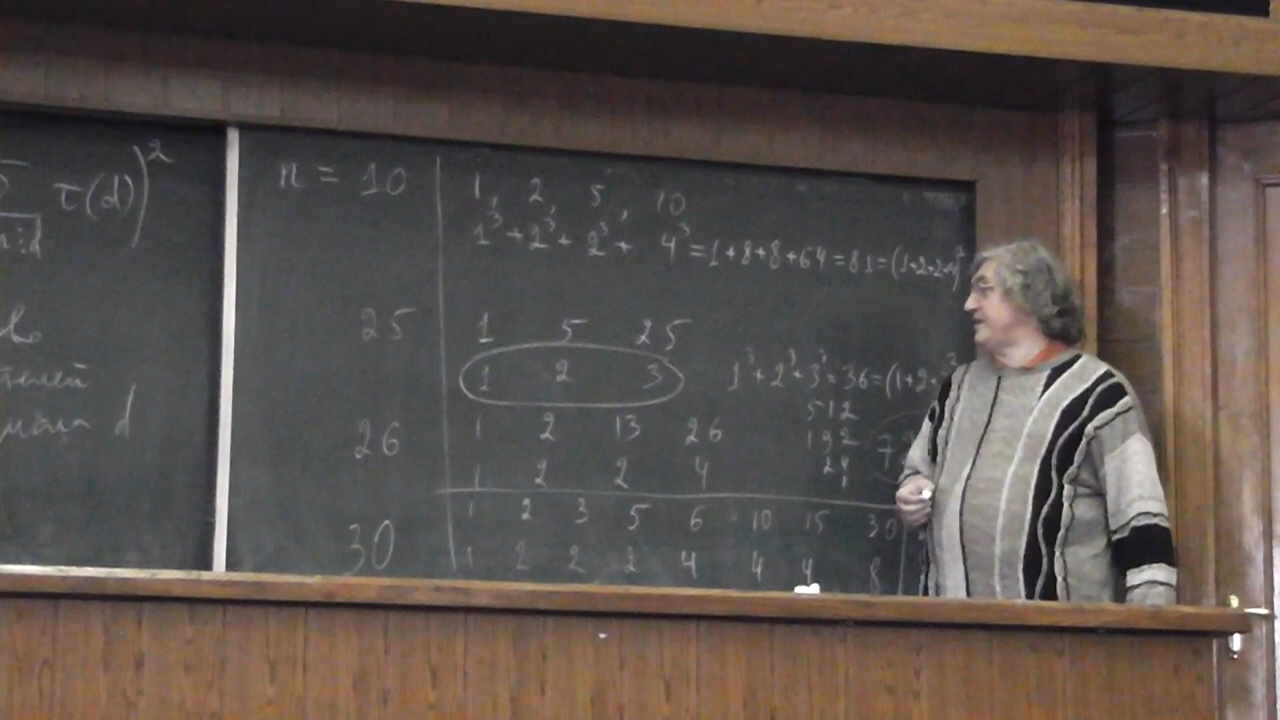 τ(d))²
n = 10
1, 2, 5, 10
1³+2³+2³+ 4³=1+8+8+64=81=(1+2+2+4)²
25
1 5 25
1 2 3
1³+2³+3³=36=(1+2+3
512
192
24
1
7
26
1 2 13 26
1 2 2 4
30
1 2 3 5 6 10 15 30
1 2 2 2 4 4 4 8
d